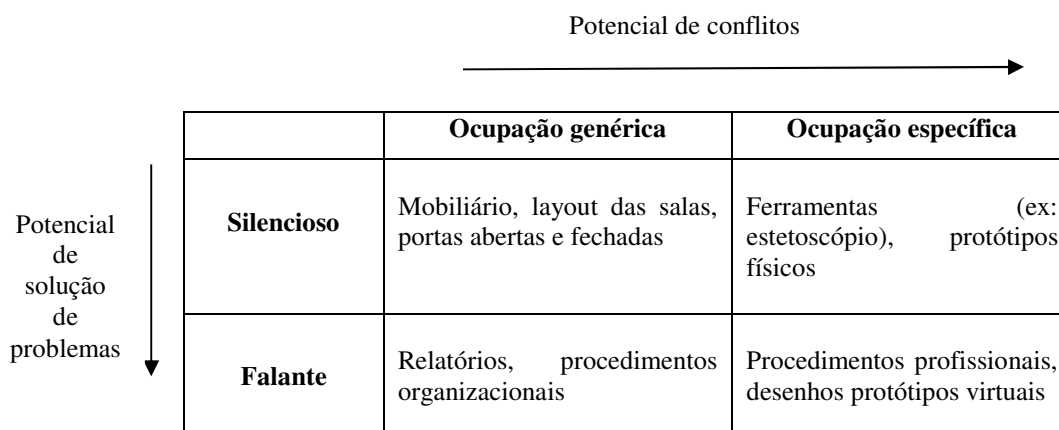 Potencial de conflitos
Ocupação genérica
Ocupação específica
Potencial
de
solução
de
problemas
Silencioso
Mobiliário, layout das salas,
portas abertas e fechadas
Ferramentas (ex:
estetoscópio), protótipos
físicos
Falante
Relatórios, procedimentos
organizacionais
Procedimentos profissionais,
desenhos protótipos virtuais